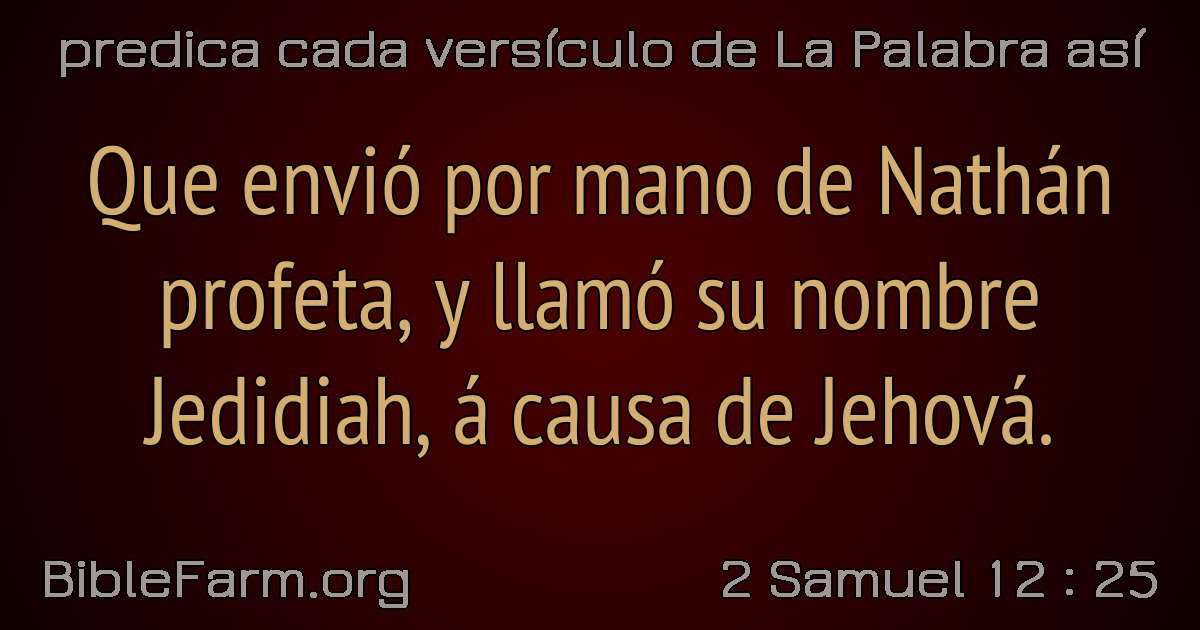 predica cada versículo de La Palabra así
Que envió por mano de Nathán
profeta, y llamó su nombre
Jedidiah, á causa de Jehová.
BibleFarm.org
2 Samuel 12 : 25